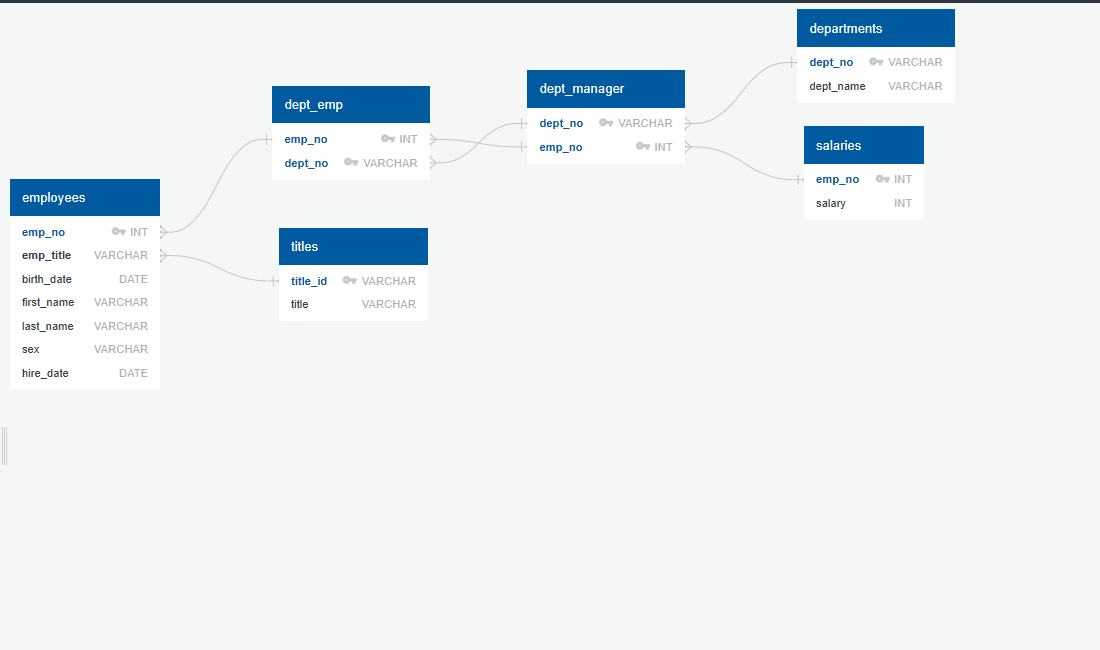 employees
emp_no INT
emp_title VARCHAR
birth_date DATE
first_name VARCHAR
last_name VARCHAR
sex VARCHAR
hire_date DATE
dept_emp
emp_no INT
dept_no VARCHAR
titles
title_id VARCHAR
title VARCHAR
dept_manager
dept_no VARCHAR
emp_no INT
departments
dept_no VARCHAR
dept_name VARCHAR
salaries
emp_no INT
salary INT